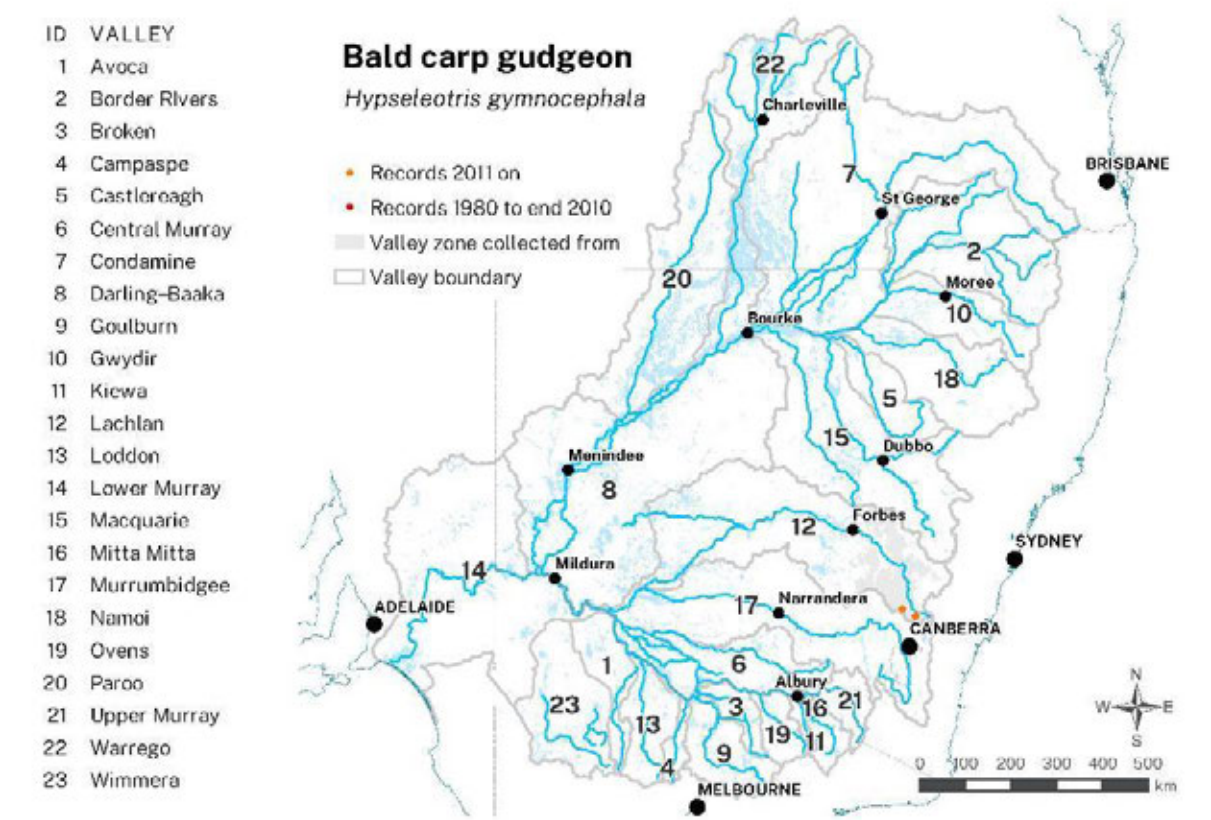 ID VALLEY
1 Avoca
2 Border Rivers
3 Broken
4 Campaspe
5 Castlereagh
6 Central Murray
7 Condamine
8 Darling–Baaka
9 Goulburn
10 Gwydir
11 Kiewa
12 Lachlan
13 Loddon
14 Lower Murray
15 Macquarie
16 Mitta Mitta
17 Murrumbidgee
18 Namoi
19 Ovens
20 Paroo
21 Upper Murray
22 Warrego
23 Wimmera
Bald carp gudgeon
Hypseleotris gymnocephala
Records 2011 on
Records 1980 to end 2010
Valley zone collected from
Valley boundary
22
Charleville
BRISBANE
7
St George
2
20
Moree
10
Bourke
18
5
15
Dubbo
Menindee
8
Forbes
12
SYDNEY
Mildura
14
Narrandera
17
ADELAIDE
CANBERRA
1
6
Albury
21
23
3
16
13
19
11
9
4
MELBOURNE
N
W E
S
0 100 200 300 400 500
km